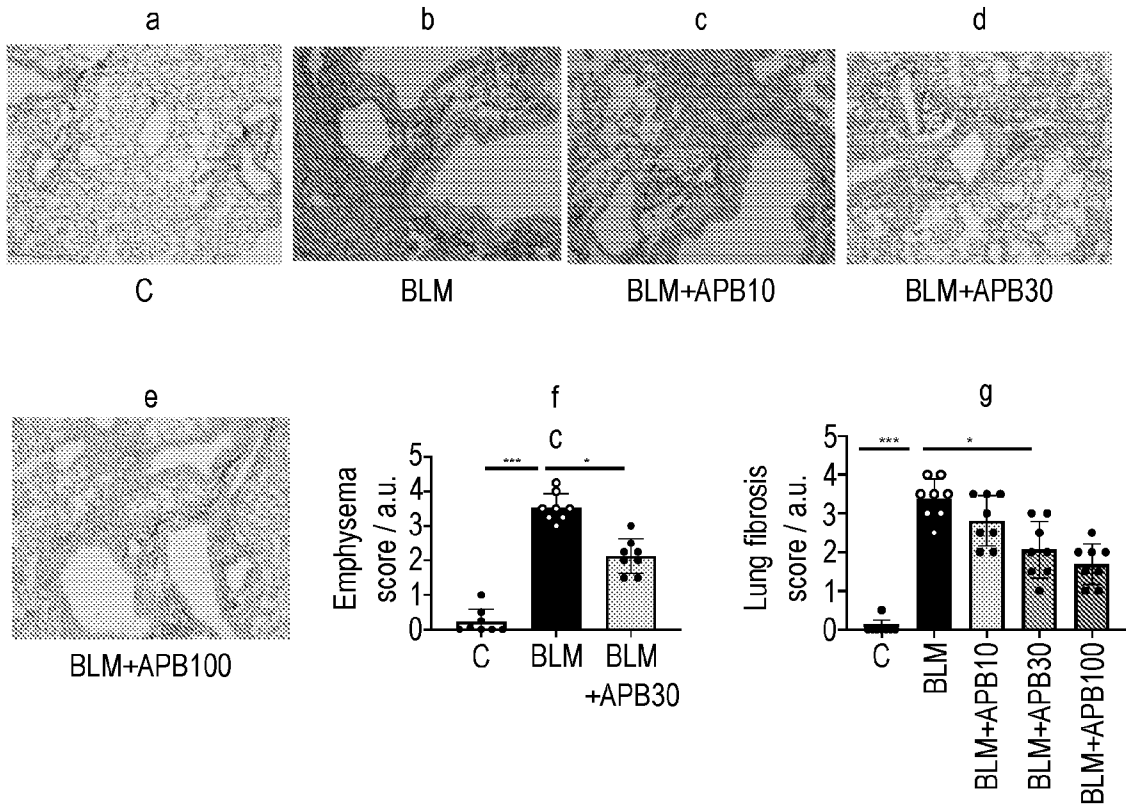 a
b
c
d
C
BLM
BLM+APB10
BLM+APB30
e
BLM+APB100
f
c
Emphysema
score / a.u.
5
4
3
2
1
0
***
*
C
BLM
BLM
+APB30
g
Lung fibrosis
score / a.u.
5
4
3
2
1
0
***
*
C
BLM
BLM+APB10
BLM+APB30
BLM+APB100